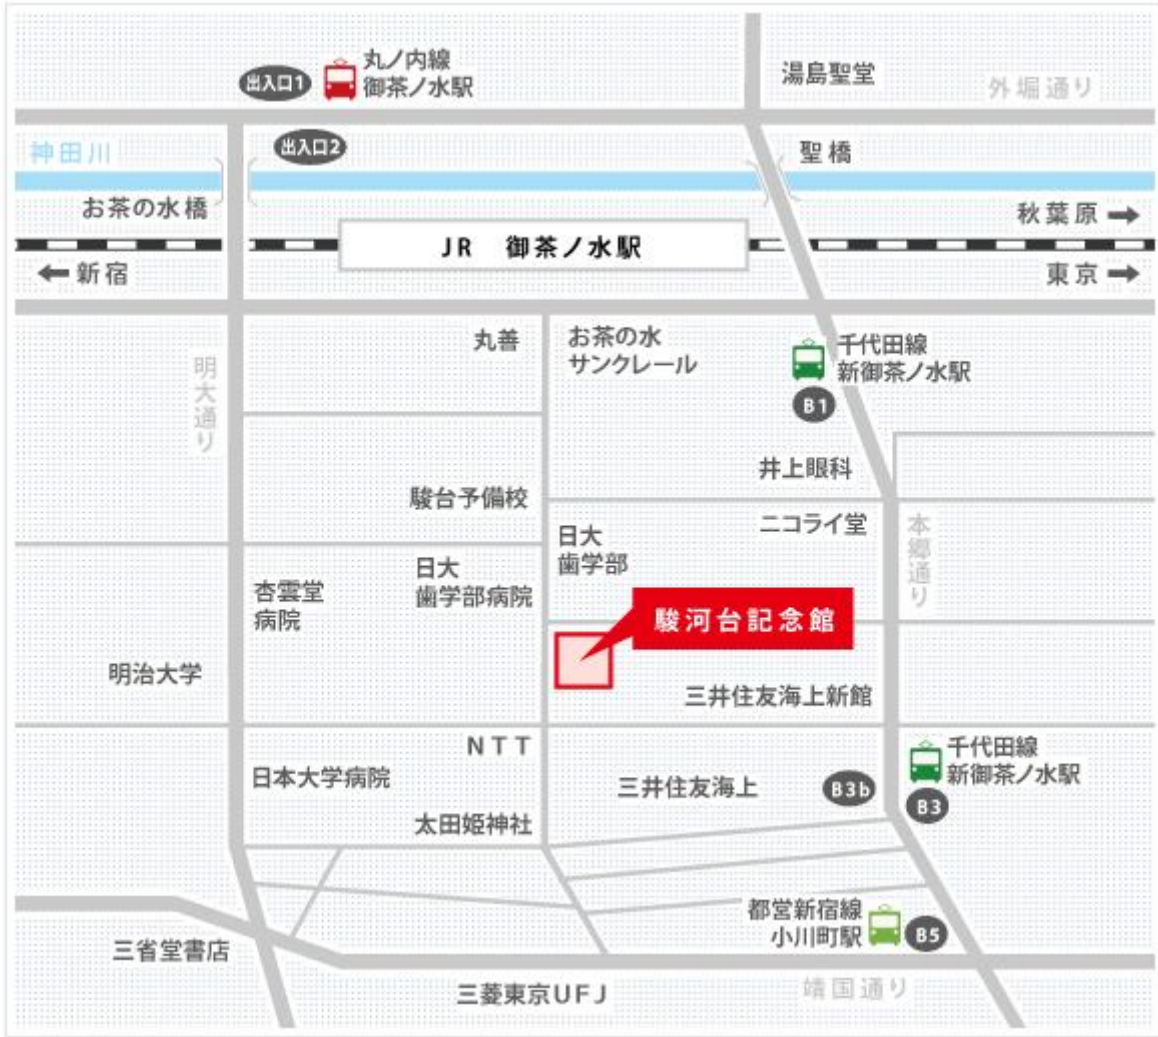 丸ノ内線
出入口1
御茶ノ水駅
湯島聖堂
外堀通り
神田川
出入口2
聖橋
お茶の水橋
秋葉原
JR 御茶ノ水駅
新宿
東京
丸善
お茶の水
サンクレール
千代田線
新御茶ノ水駅
B1
明大通り
井上眼科
駿台予備校
ニコライ堂
本郷通り
日大
歯学部
日大
歯学部病院
杏雲堂
病院
駿河台記念館
明治大学
三井住友海上新館
NTT
千代田線
新御茶ノ水駅
日本大学病院
三井住友海上
B3b
B3
太田姫神社
都営新宿線
小川町駅
B5
三省堂書店
三菱東京UFJ
靖国通り